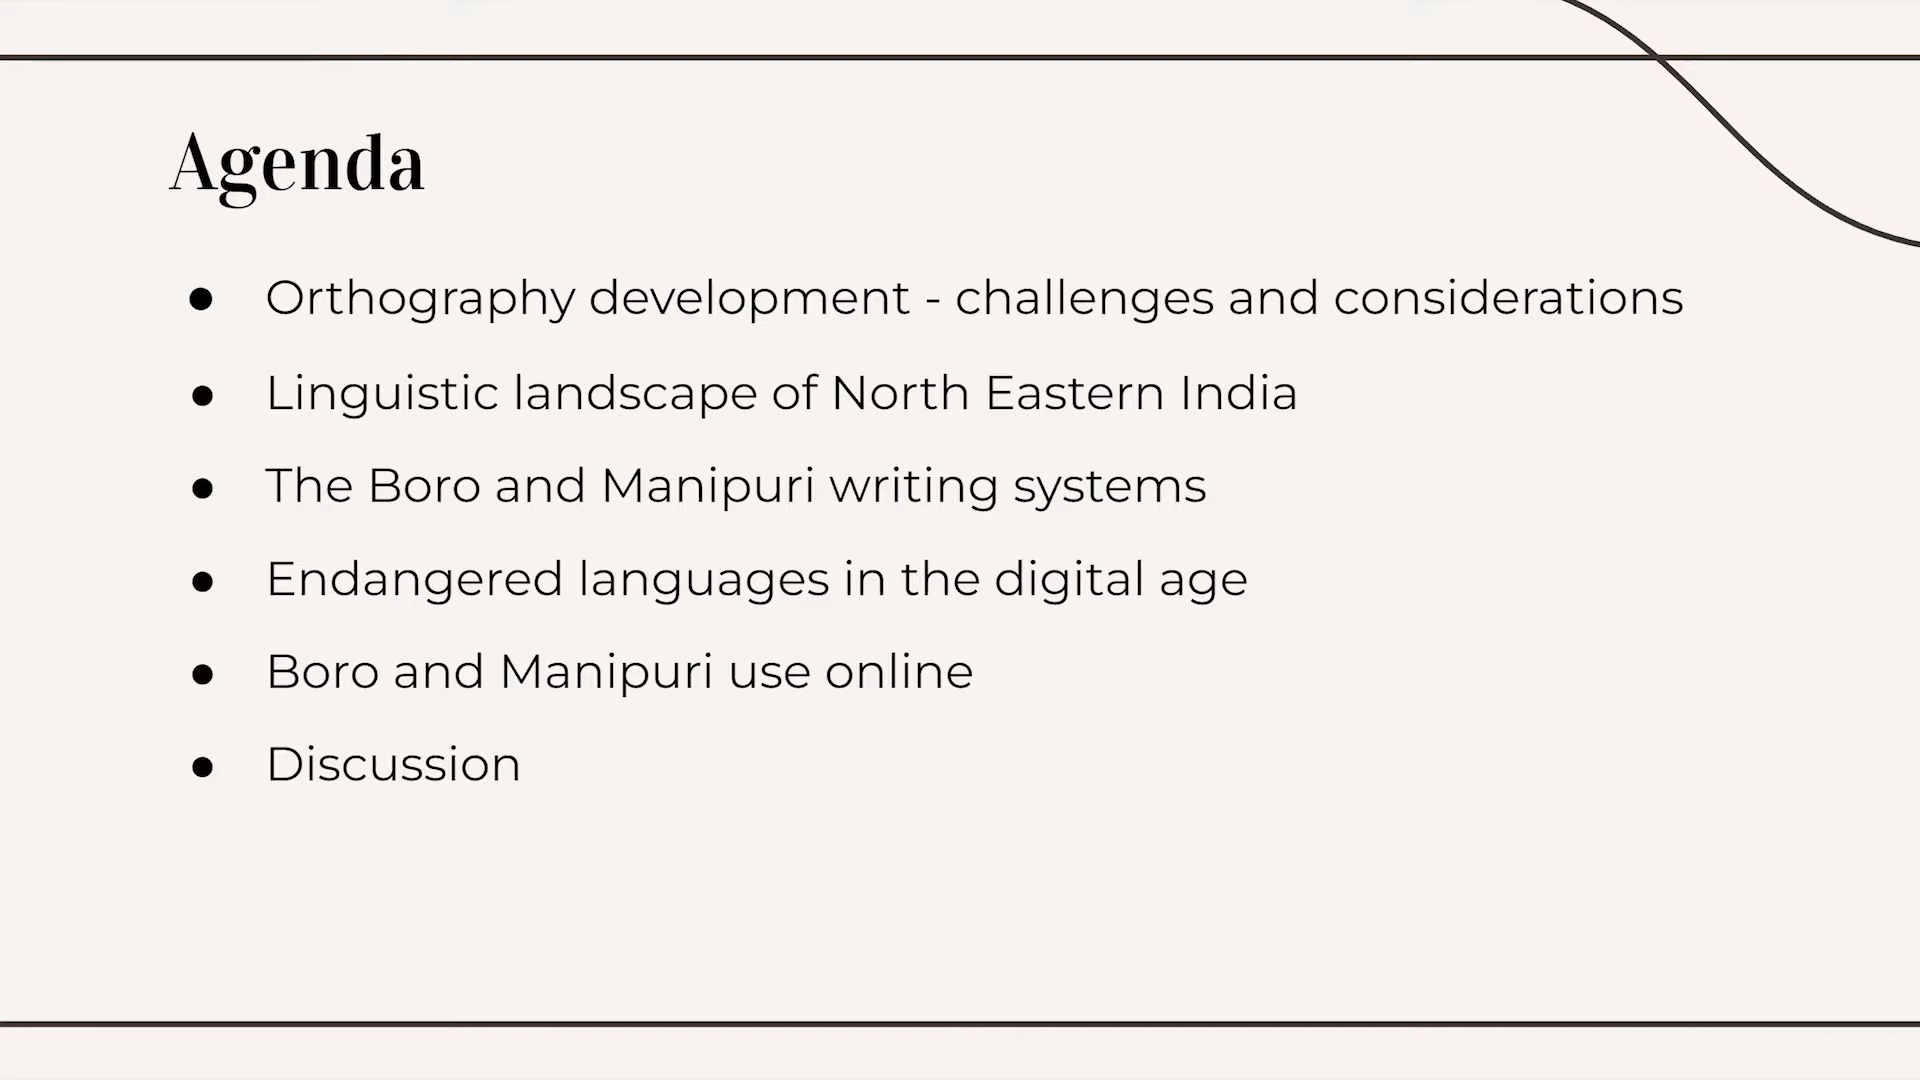 Agenda
● Orthography development - challenges and considerations
● Linguistic landscape of North Eastern India
● The Boro and Manipuri writing systems
● Endangered languages in the digital age
● Boro and Manipuri use online
● Discussion